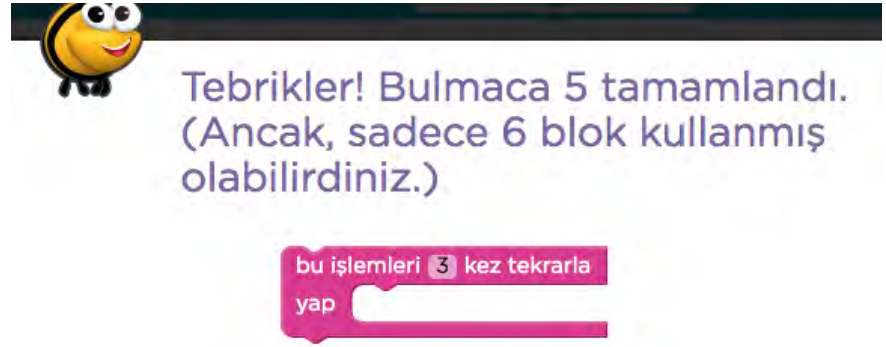 Tebrikler! Bulmaca 5 tamamlandı.
(Ancak, sadece 6 blok kullanmış
olabilirdiniz.)
bu işlemleri 3 kez tekrarla
yap